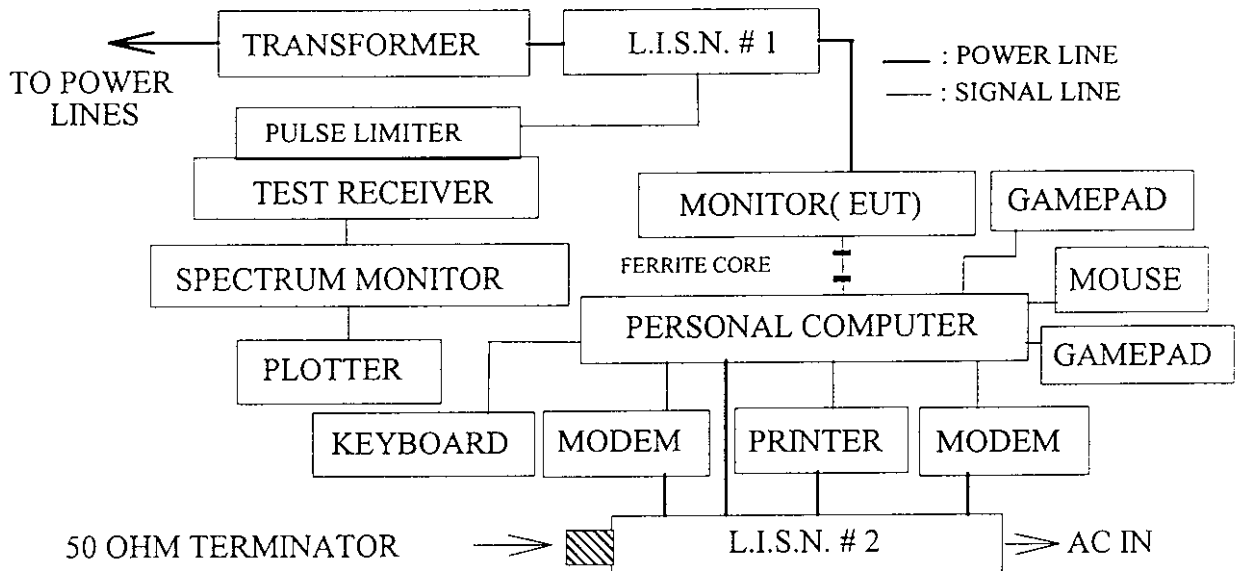 TRANSFORMER
L.I.S.N. # 1
TO POWER
LINES
: POWER LINE
: SIGNAL LINE
PULSE LIMITER
TEST RECEIVER
MONITOR( EUT)
GAMEPAD
SPECTRUM MONITOR
FERRITE CORE
MOUSE
PERSONAL COMPUTER
GAMEPAD
PLOTTER
KEYBOARD
MODEM
PRINTER
MODEM
50 OHM TERMINATOR
L.I.S.N. # 2
AC IN